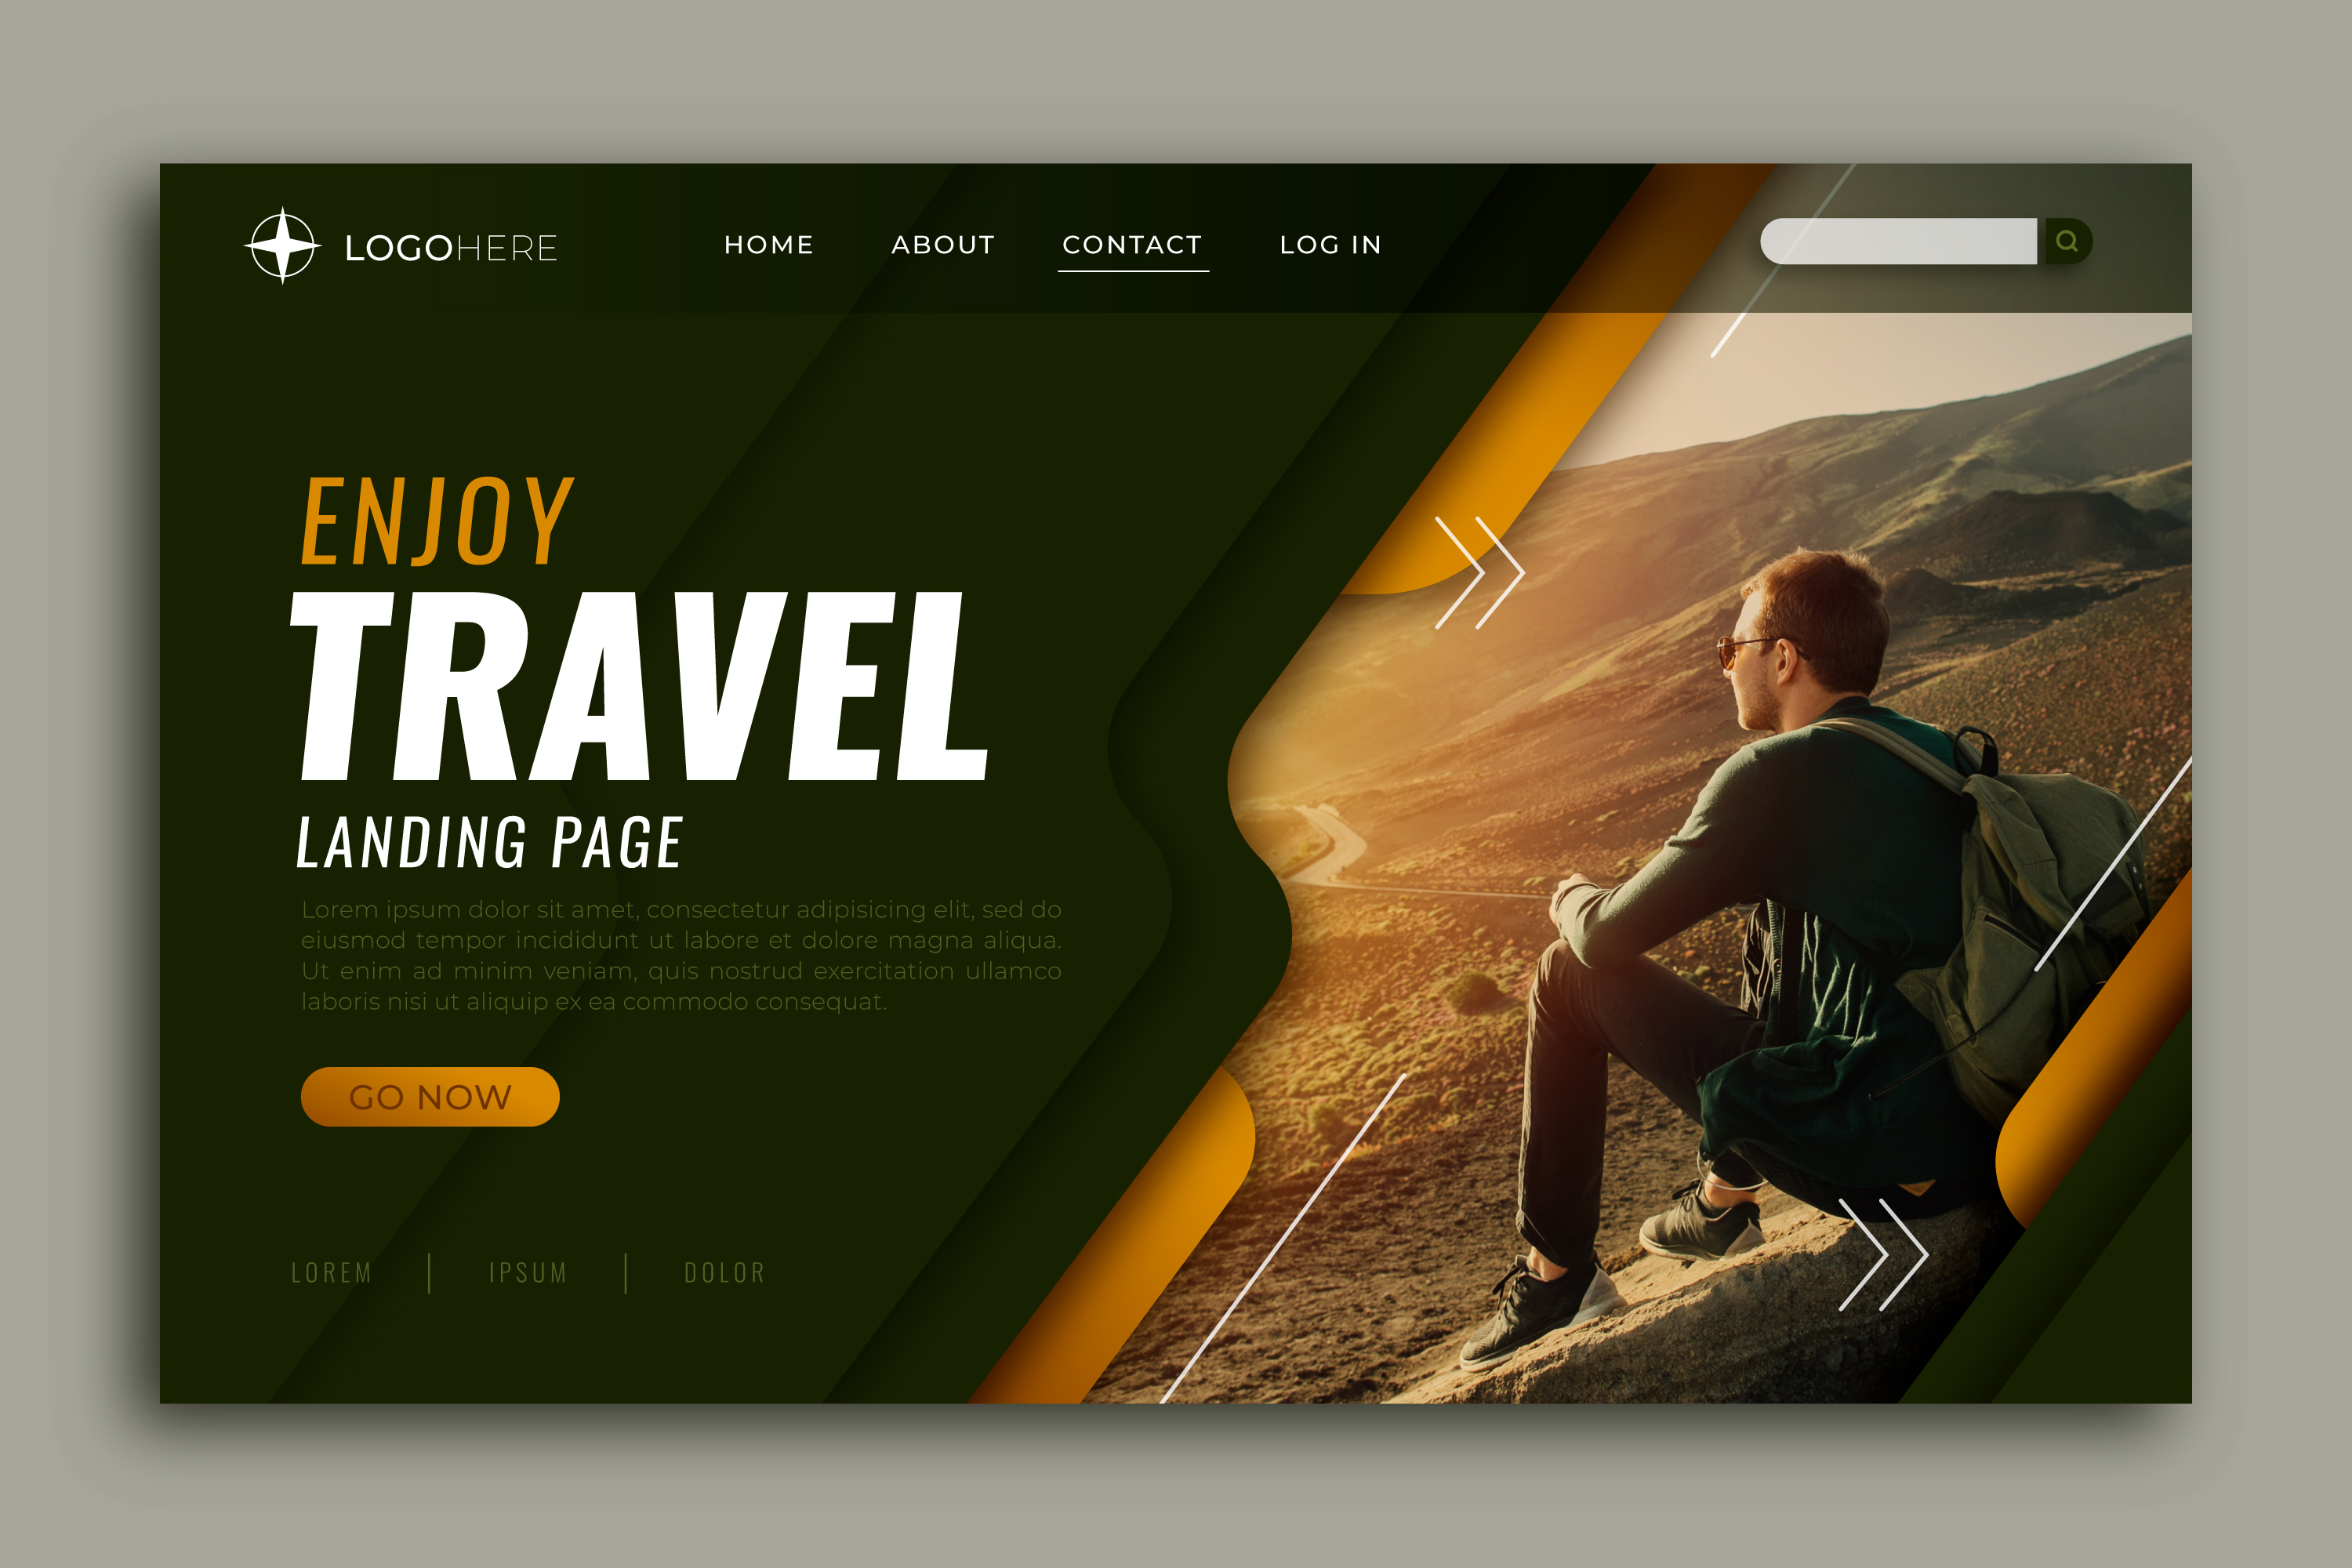 LOGOHERE
HOME ABOUT CONTACT LOG IN
ENJOY
TRAVEL
LANDING PAGE
Lorem ipsum dolor sit amet, consectetur adipisicing elit, sed do
eiusmod tempor incididunt ut labore et dolore magna aliqua.
Ut enim ad minim veniam, quis nostrud exercitation ullamco
laboris nisi ut aliquip ex ea commodo consequat.
GO NOW
LOREM | IPSUM | DOLOR